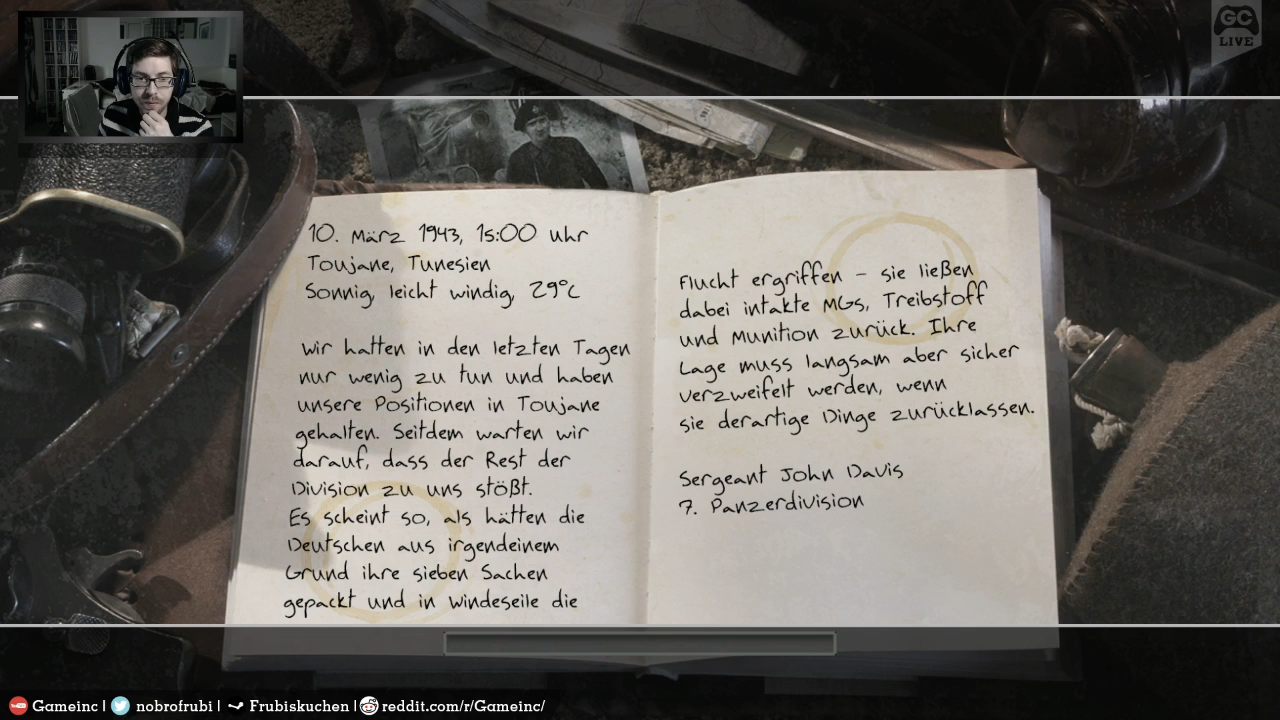 GC
LIVE
10. März 1943, 15:00 Uhr
Toujane, Tunesien
Sonnig, leicht windig, 29°C
Wir hatten in den letzten Tagen
nur wenig zu tun und haben
unsere Positionen in Toujane
gehalten. Seitdem warten wir
darauf, dass der Rest der
Division zu uns stößt.
Es scheint so, als hätten die
Deutschen aus irgendeinem
Grund ihre sieben Sachen
gepackt und in Windeseile die
Flucht ergriffen – sie ließen
dabei intakte MGs, Treibstoff
und Munition zurück. Ihre
Lage muss langsam aber sicher
verzweifelt werden, wenn
sie derartige Dinge zurücklassen.
Sergeant John Davis
7. Panzerdivision
Gameinc | nobrofrubi | Frubiskuchen | reddit.com/r/Gameinc/